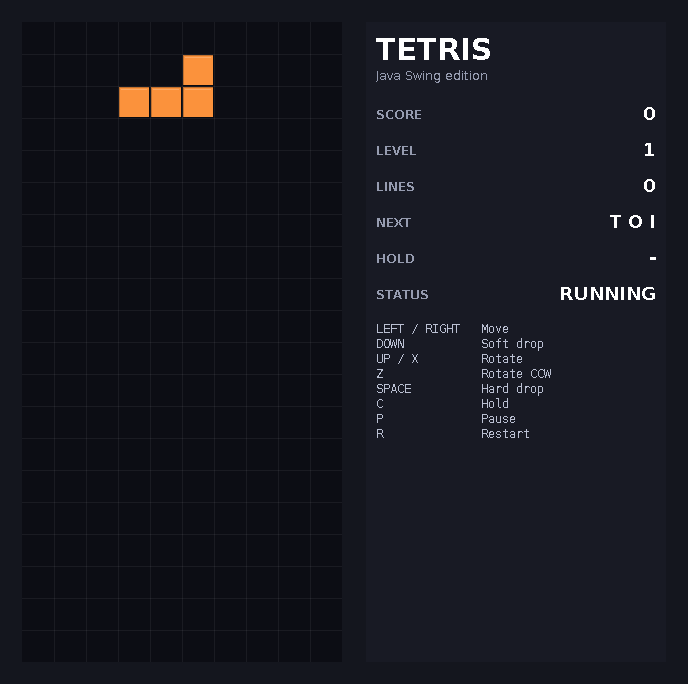 TETRIS
Java Swing edition
SCORE 0
LEVEL 1
LINES 0
NEXT T O I
HOLD -
STATUS RUNNING
LEFT / RIGHT Move
DOWN Soft drop
UP / X Rotate
Z Rotate CCW
SPACE Hard drop
C Hold
P Pause
R Restart